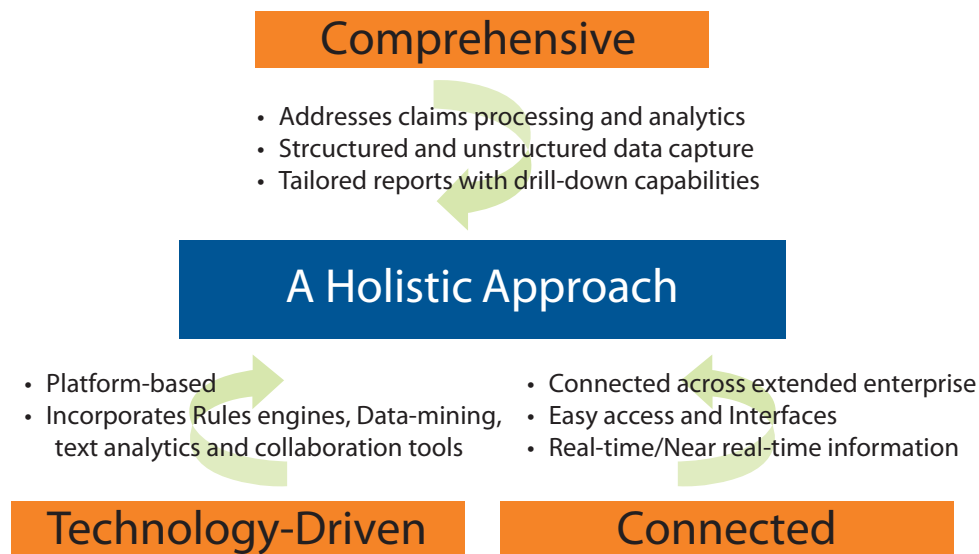 Comprehensive
• Addresses claims processing and analytics
• Strcuctured and unstructured data capture
• Tailored reports with drill-down capabilities
A Holistic Approach
• Platform-based
• Incorporates Rules engines, Data-mining,
text analytics and collaboration tools
• Connected across extended enterprise
• Easy access and Interfaces
• Real-time/Near real-time information
Technology-Driven
Connected